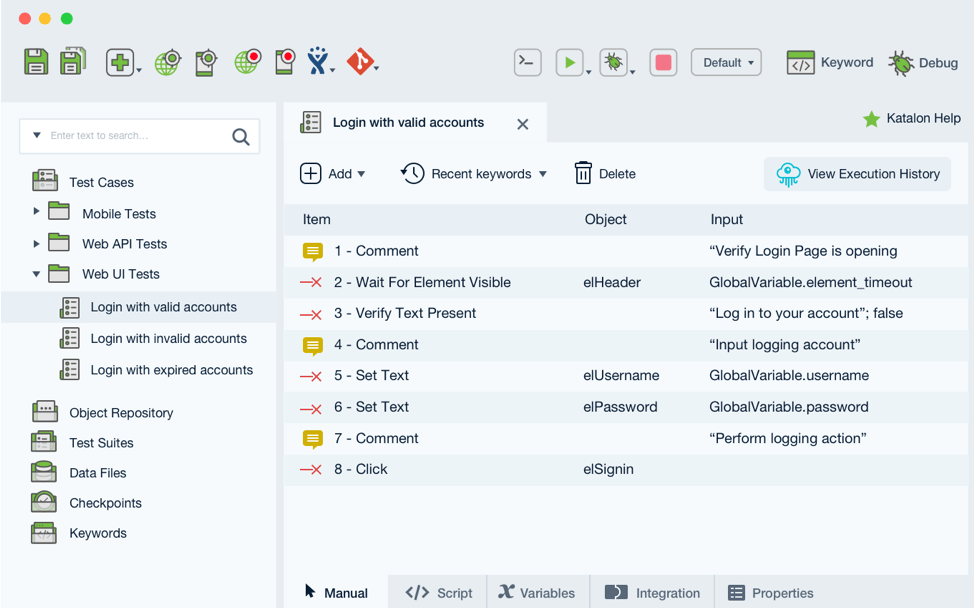 Default
Keyword
Debug
Enter text to search...
Login with valid accounts
Katalon Help
Add
Recent keywords
Delete
View Execution History
Test Cases
Mobile Tests
Web API Tests
Web UI Tests
Login with valid accounts
Login with invalid accounts
Login with expired accounts
Object Repository
Test Suites
Data Files
Checkpoints
Keywords
Item Object Input
1 - Comment “Verify Login Page is opening
2 - Wait For Element Visible elHeader GlobalVariable.element_timeout
3 - Verify Text Present “Log in to your account”; false
4 - Comment “Input logging account”
5 - Set Text elUsername GlobalVariable.username
6 - Set Text elPassword GlobalVariable.password
7 - Comment “Perform logging action”
8 - Click elSignin
Manual
Script
Variables
Integration
Properties